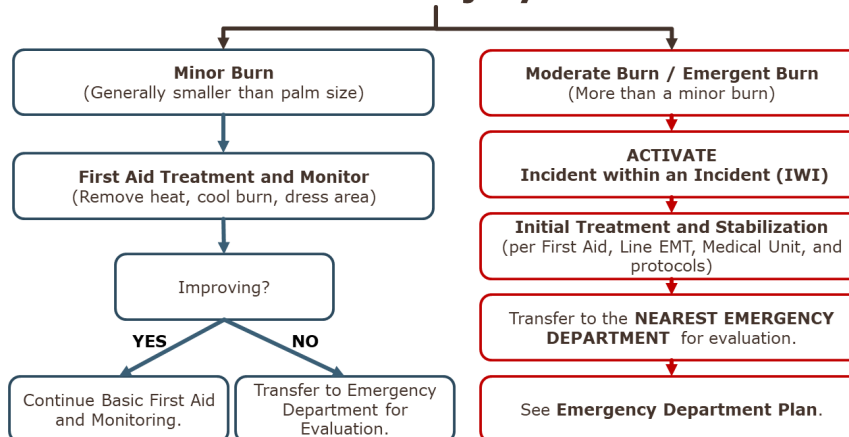 Minor Burn
(Generally smaller than palm size)
First Aid Treatment and Monitor
(Remove heat, cool burn, dress area)
Improving?
YES
NO
Continue Basic First Aid
and Monitoring.
Transfer to Emergency
Department for
Evaluation.
Moderate Burn / Emergent Burn
(More than a minor burn)
ACTIVATE
Incident within an Incident (IWI)
Initial Treatment and Stabilization
(per First Aid, Line EMT, Medical Unit, and
protocols)
Transfer to the NEAREST EMERGENCY
DEPARTMENT for evaluation.
See Emergency Department Plan.